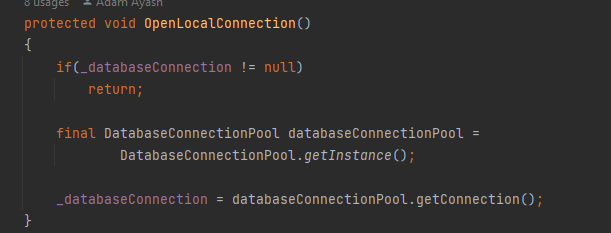 8 usages Adam Ayash
protected void OpenLocalConnection()
{
if(_databaseConnection != null)
return;
final DatabaseConnectionPool databaseConnectionPool =
DatabaseConnectionPool.getInstance();
_databaseConnection = databaseConnectionPool.getConnection();
}